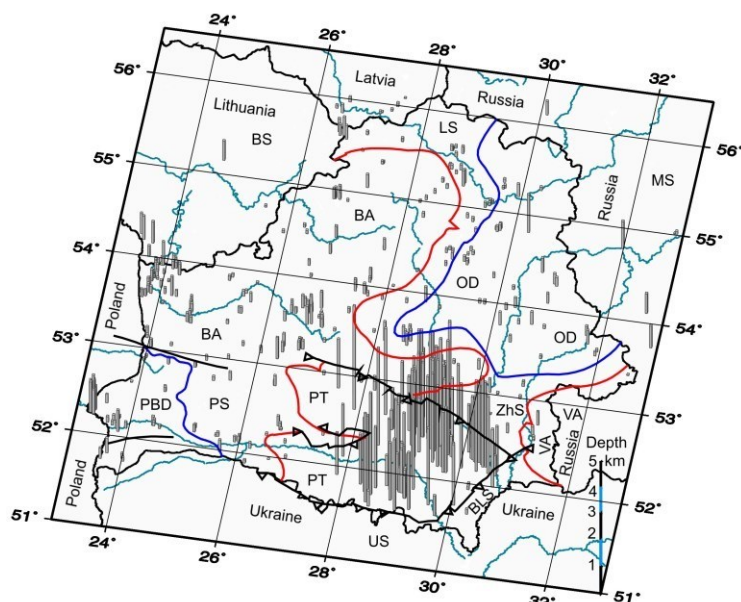 24°
26°
28°
30°
32°
56°
Latvia
Russia
Lithuania
BS
LS
56°
55°
MS
Russia
BA
55°
54°
OD
54°
Poland
BA
OD
53°
PBD
PS
PT
ZhS
VA
53°
VA
Russia
Depth
5 km
4
3
2
1
52°
Poland
PT
BLS
Ukraine
52°
Ukraine
US
51°
24°
26°
28°
30°
32°
51°